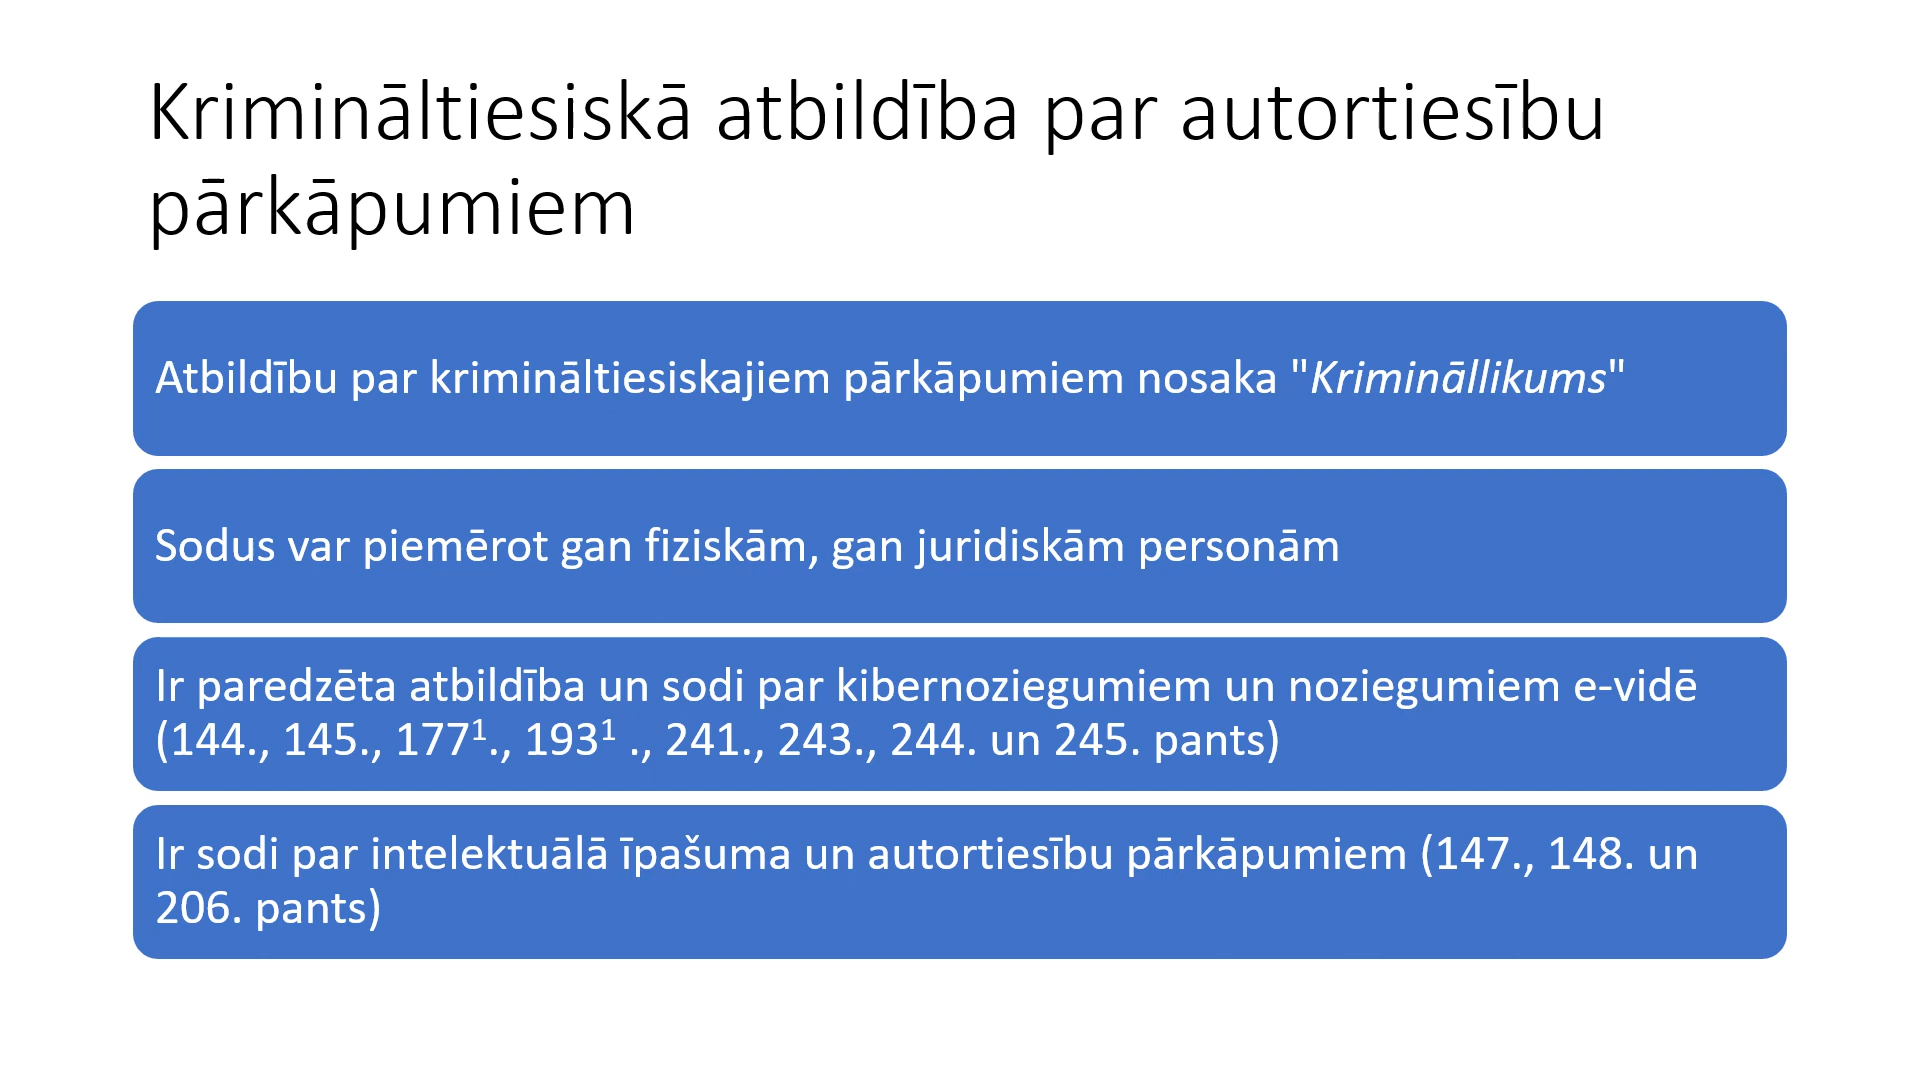 Krimināltiesiskā atbildība par autortiesību
pārkāpumiem
Atbildību par krimināltiesiskajiem pārkāpumiem nosaka "Krimināllikums"
Sodus var piemērot gan fiziskām, gan juridiskām personām
Ir paredzēta atbildība un sodi par kibernoziegumiem un noziegumiem e-vidē
(144., 145., 177¹., 193¹ ., 241., 243., 244. un 245. pants)
Ir sodi par intelektuālā īpašuma un autortiesību pārkāpumiem (147., 148. un
206. pants)